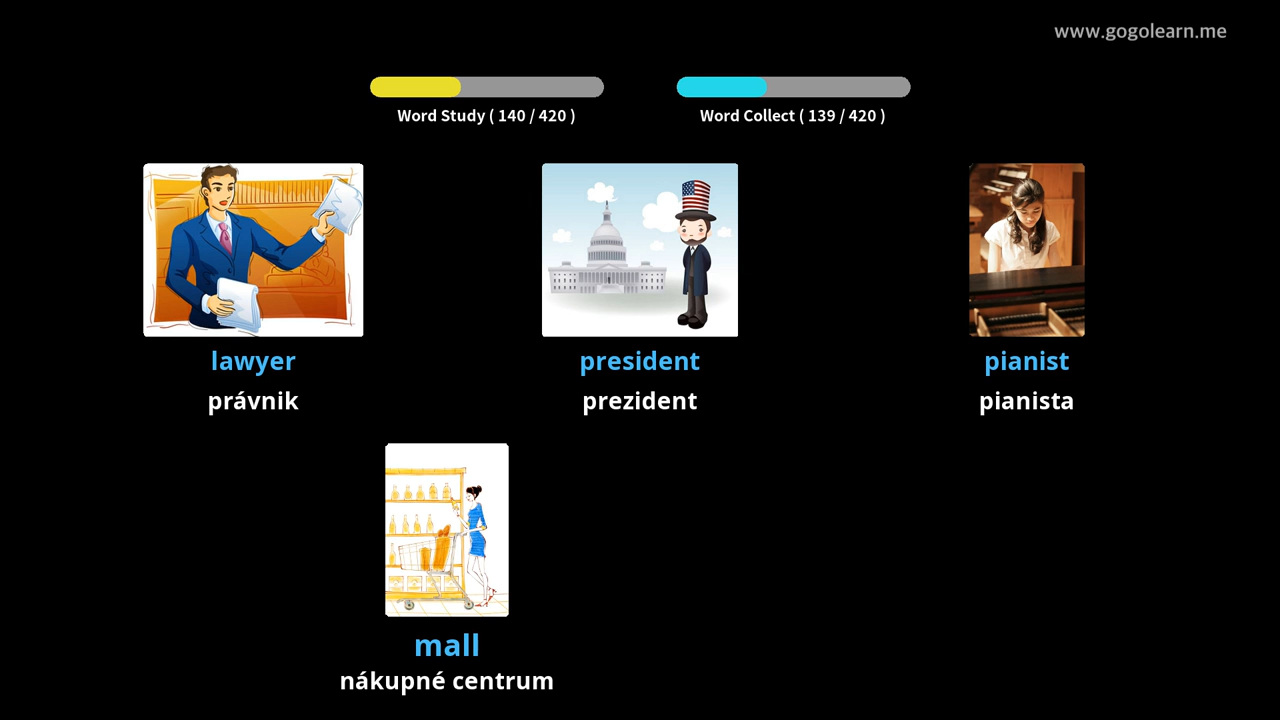 www.gogolearn.me
Word Study ( 140 / 420 )
Word Collect ( 139 / 420 )
lawyer
president
pianist
právnik
prezident
pianista
mall
nákupné centrum